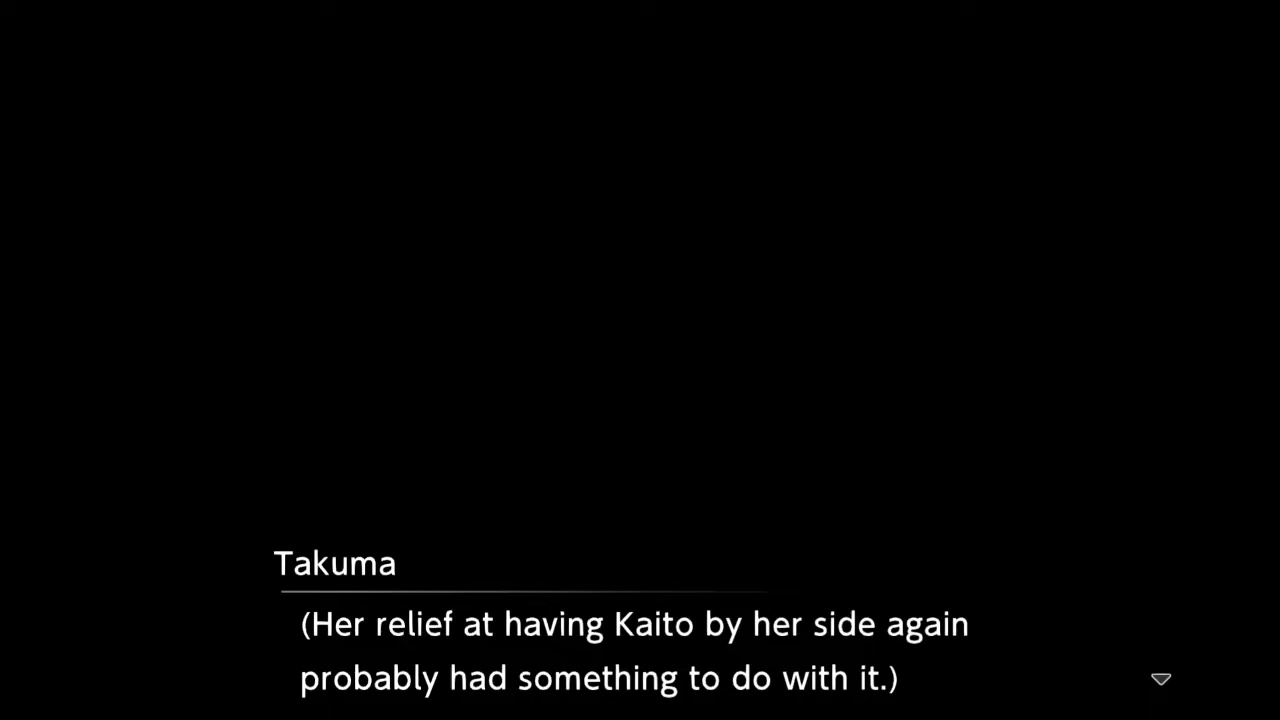 Takuma
(Her relief at having Kaito by her side again
probably had something to do with it.)